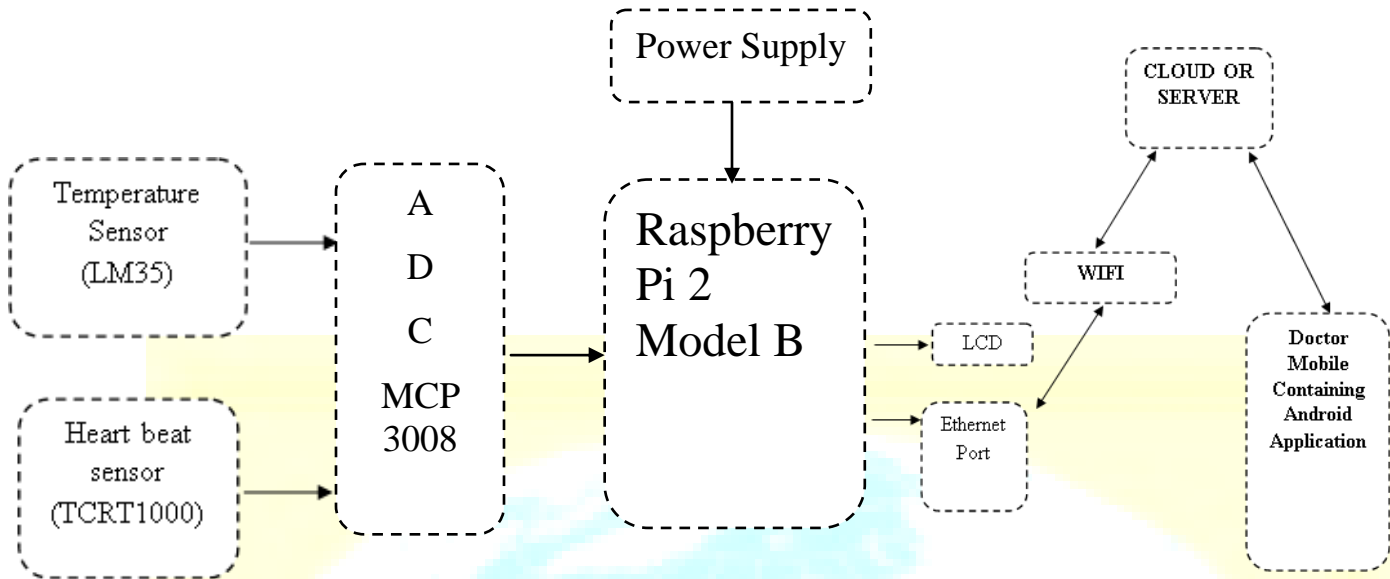 Power Supply
CLOUD OR
SERVER
Temperature
Sensor
(LM35)
A
D
C
MCP
3008
Raspberry
Pi 2
Model B
WIFI
LCD
Doctor
Mobile
Containing
Android
Application
Heart beat
sensor
(TCRT1000)
Ethernet
Port